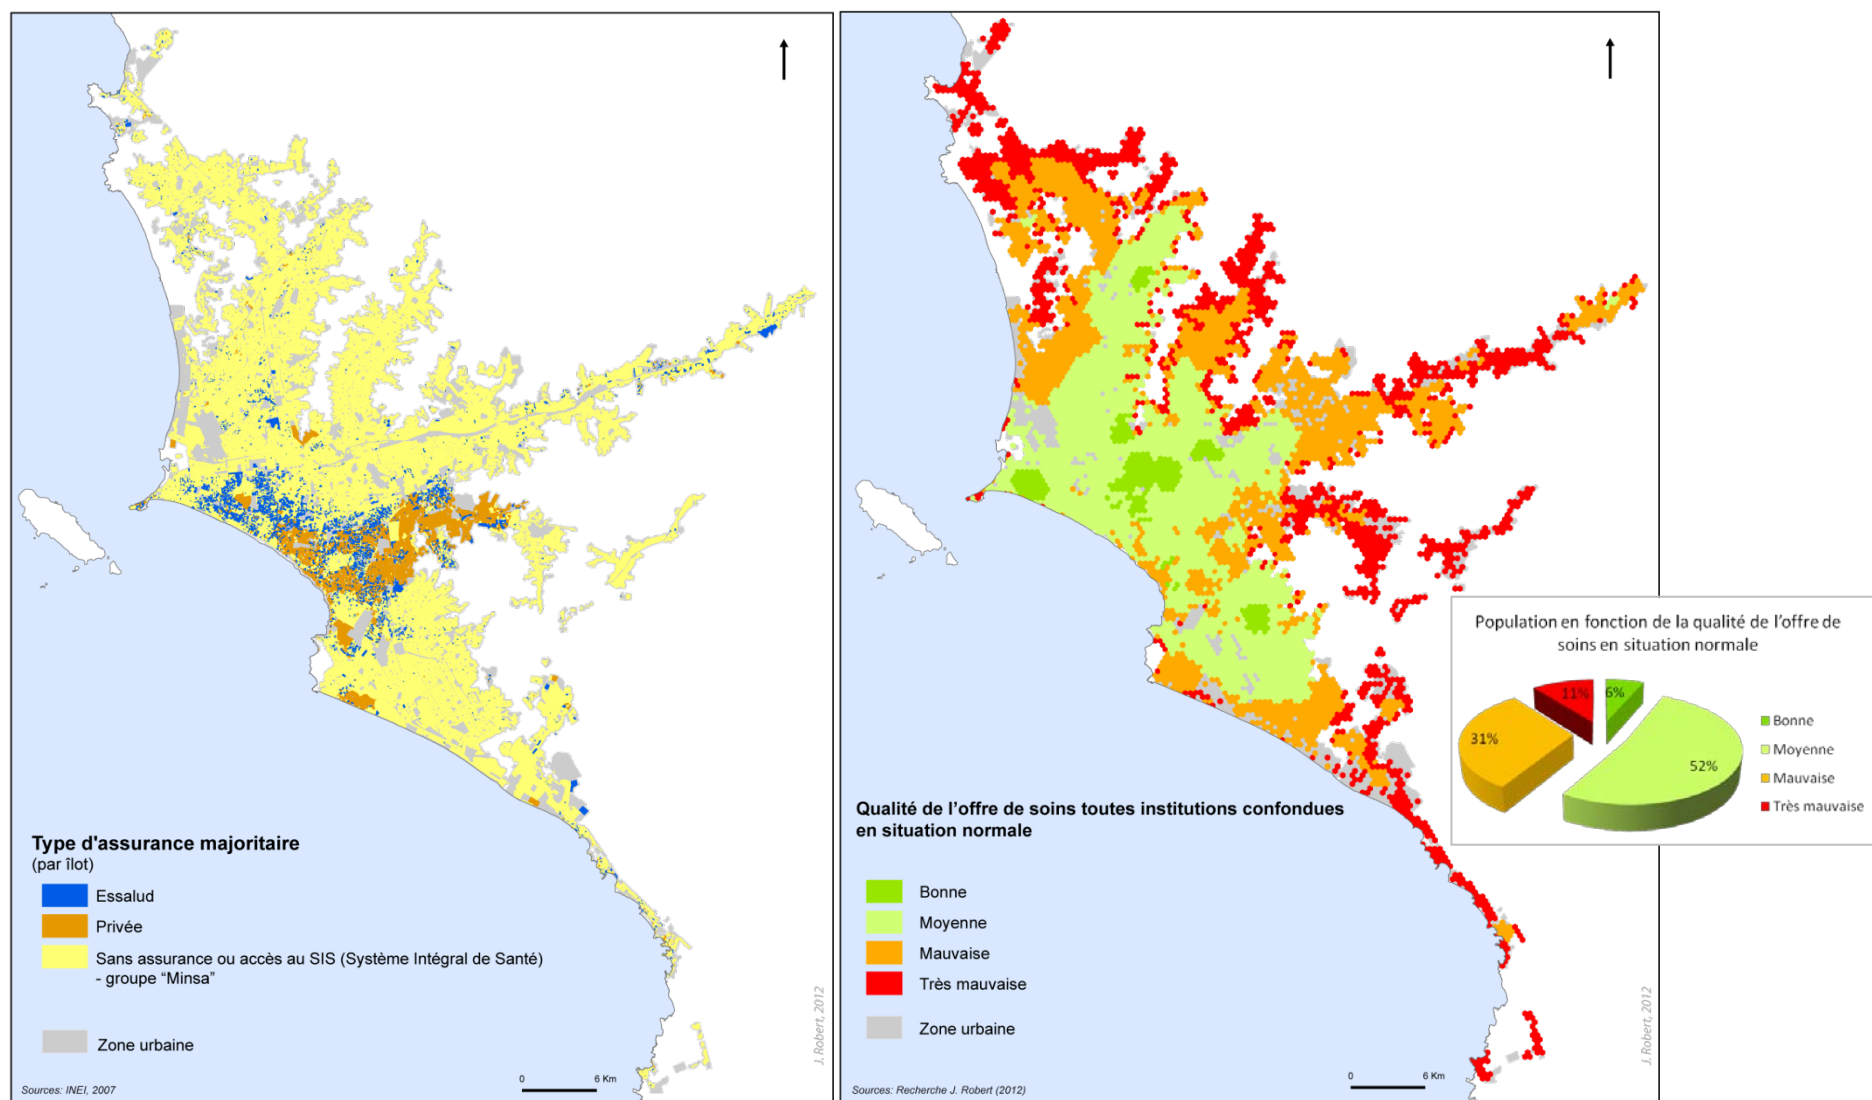 Type d'assurance majoritaire
(par îlot)
Essalud
Privée
Sans assurance ou accès au SIS (Système Intégral de Santé)
- groupe “Minsa”
Zone urbaine
Sources: INEI, 2007
0 6 Km
J. Robert, 2012
Qualité de l’offre de soins toutes institutions confondues
en situation normale
Bonne
Moyenne
Mauvaise
Très mauvaise
Zone urbaine
Sources: Recherche J. Robert (2012)
0 6 Km
J. Robert, 2012
Population en fonction de la qualité de l’offre de
soins en situation normale
11%
6%
31%
52%
Bonne
Moyenne
Mauvaise
Très mauvaise